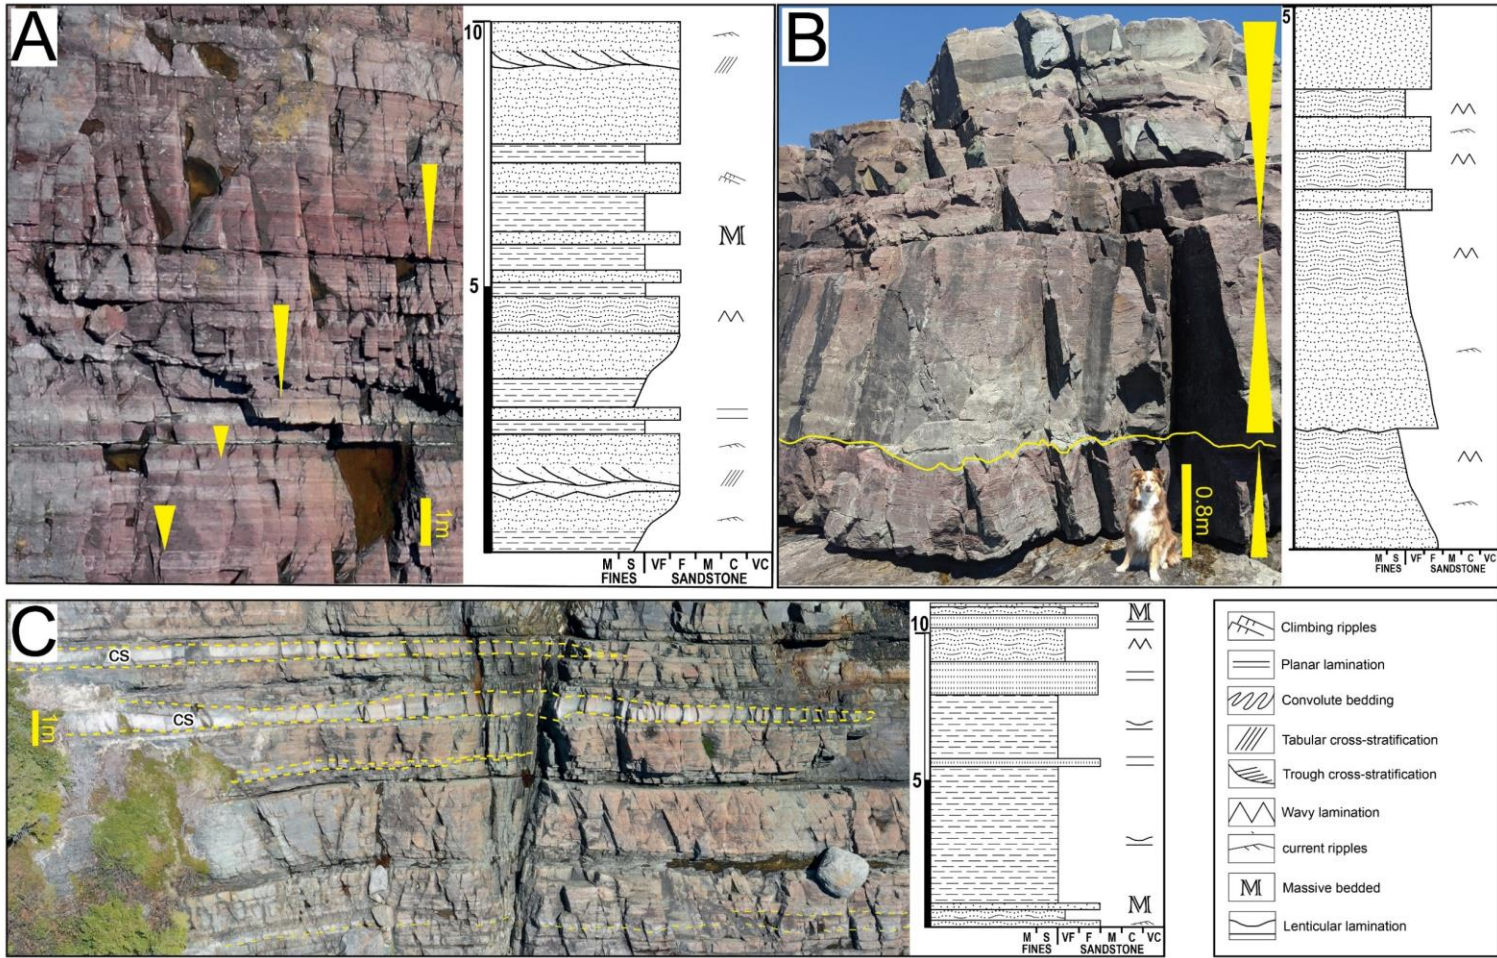 A
10
5
M S VF F M C VC
FINES SANDSTONE
1m
B
5
0.8m
M S VF F M C VC
FINES SANDSTONE
C
CS
CS
1m
10
5
M
M
M
M S VF F M C VC
FINES SANDSTONE
Climbing ripples
Planar lamination
Convolute bedding
Tabular cross-stratification
Trough cross-stratification
Wavy lamination
current ripples
M Massive bedded
Lenticular lamination